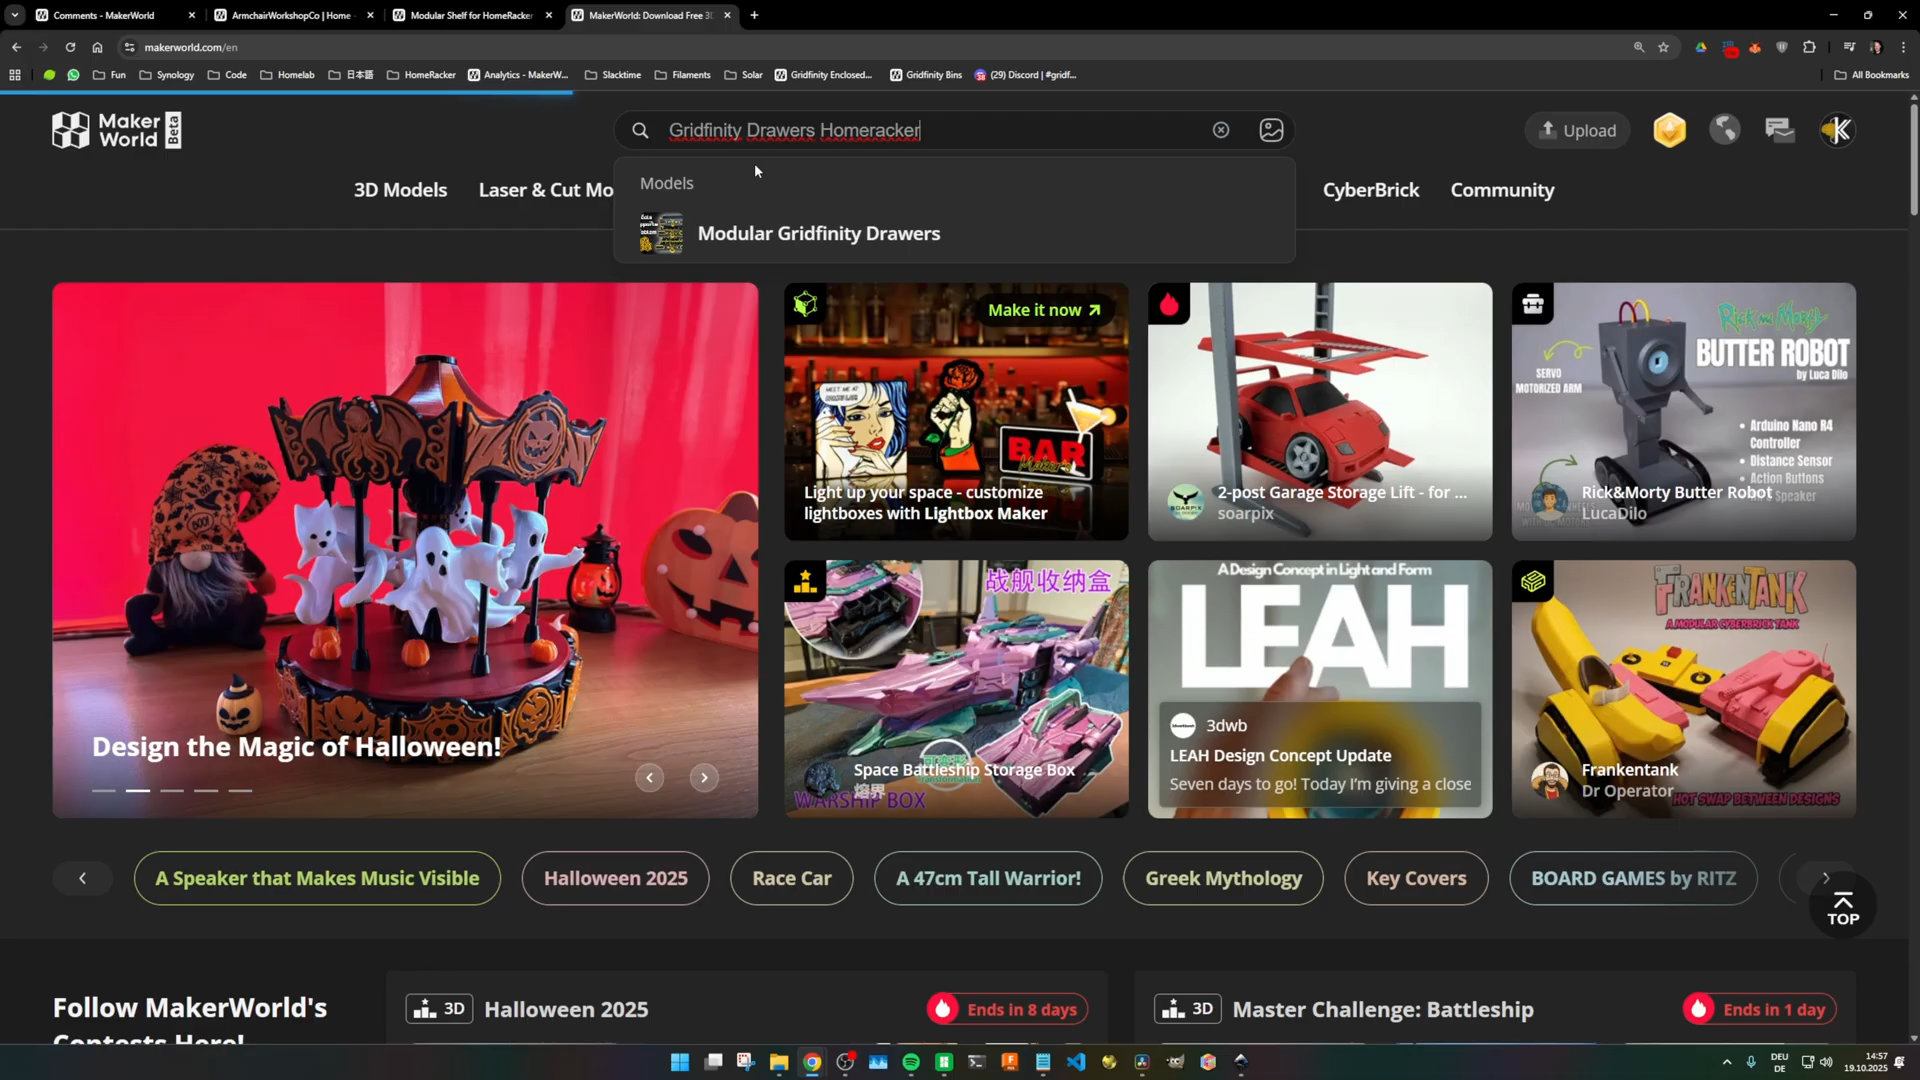 Comments - MakerWorld
ArmchairWorkshopCo | Home
Modular Shelf for HomeRacker
MakerWorld: Download Free 3
makerworld.com/en
Fun
Synology
Code
Homelab
日本語
HomeRacker
Analytics - MakerW...
Slacktime
Filaments
Solar
Gridfinity Enclosed...
Gridfinity Bins
(29) Discord | #gridf...
All Bookmarks
Maker
World
Beta
Gridfinity Drawers Homeracker
Upload
Models
Modular Gridfinity Drawers
3D Models
Laser & Cut Mo
CyberBrick
Community
Design the Magic of Halloween!
Make it now
MEET ME AT
BAR
Light up your space - customize
lightboxes with Lightbox Maker
2-post Garage Storage Lift - for ...
soarpix
Rick and Morty
BUTTER ROBOT
by Luca Dilo
SERVO
MOTORIZED ARM
• Arduino Nano R4
Controller
• Distance Sensor
• Action Buttons
Speaker
Rick&Morty Butter Robot
LucaDilo
战舰收纳盒
Space Battleship Storage Box
熔界
WARSHIP BOX
A Design Concept in Light and Form
LEAH
3dwb
LEAH Design Concept Update
Seven days to go! Today I'm giving a close
FRANKENTANK
A MODULAR CYBERBRICK TANK
Frankentank
Dr Operator
HOT SWAP BETWEEN DESIGNS
A Speaker that Makes Music Visible
Halloween 2025
Race Car
A 47cm Tall Warrior!
Greek Mythology
Key Covers
BOARD GAMES by RITZ
TOP
Follow MakerWorld's
Contests Here!
3D
Halloween 2025
Ends in 8 days
3D
Master Challenge: Battleship
Ends in 1 day
DEU
DE
14:57
19.10.2025